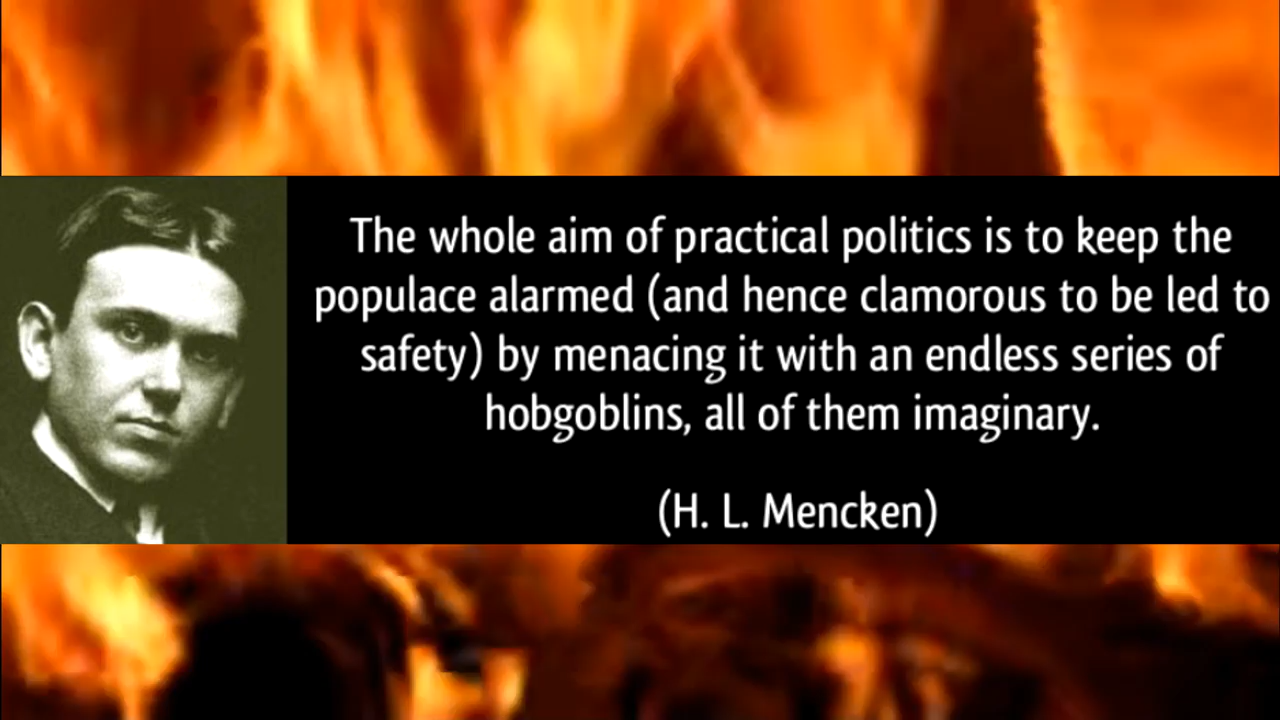 The whole aim of practical politics is to keep the
populace alarmed (and hence clamorous to be led to
safety) by menacing it with an endless series of
hobgoblins, all of them imaginary.
(H. L. Mencken)